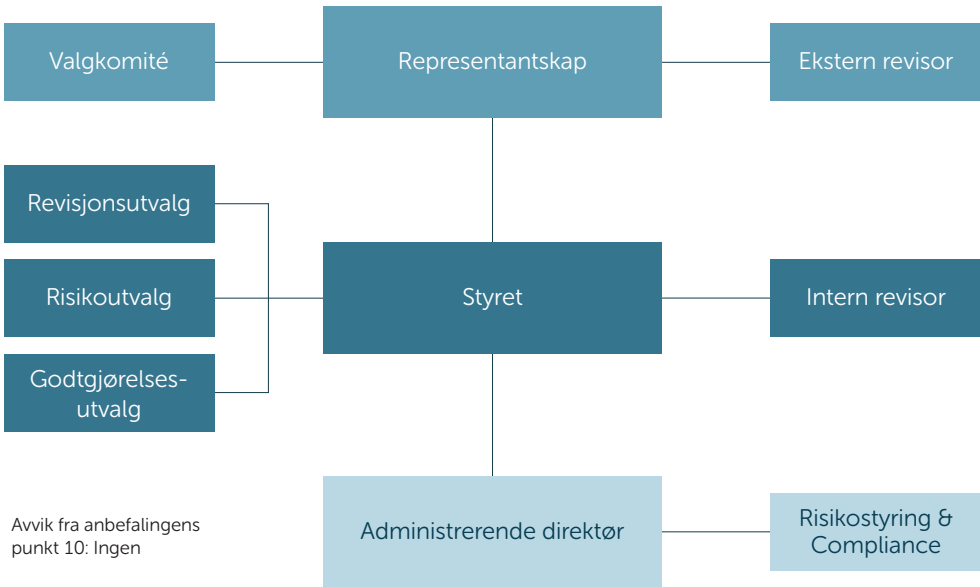 Valgkomité
Representantskap
Ekstern revisor
Revisjonsutvalg
Risikoutvalg
Styret
Intern revisor
Godtgjørelses-
utvalg
Administrerende direktør
Risikostyring &
Compliance
Avvik fra anbefalingens
punkt 10: Ingen